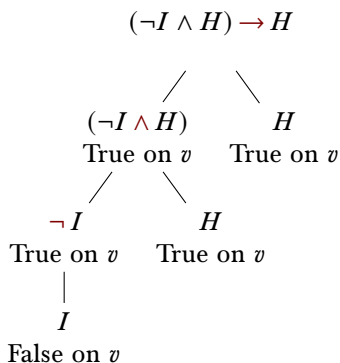 (¬I ∧ H) → H
(¬I ∧ H) H
True on v True on v
¬ I H
True on v True on v
I
False on v